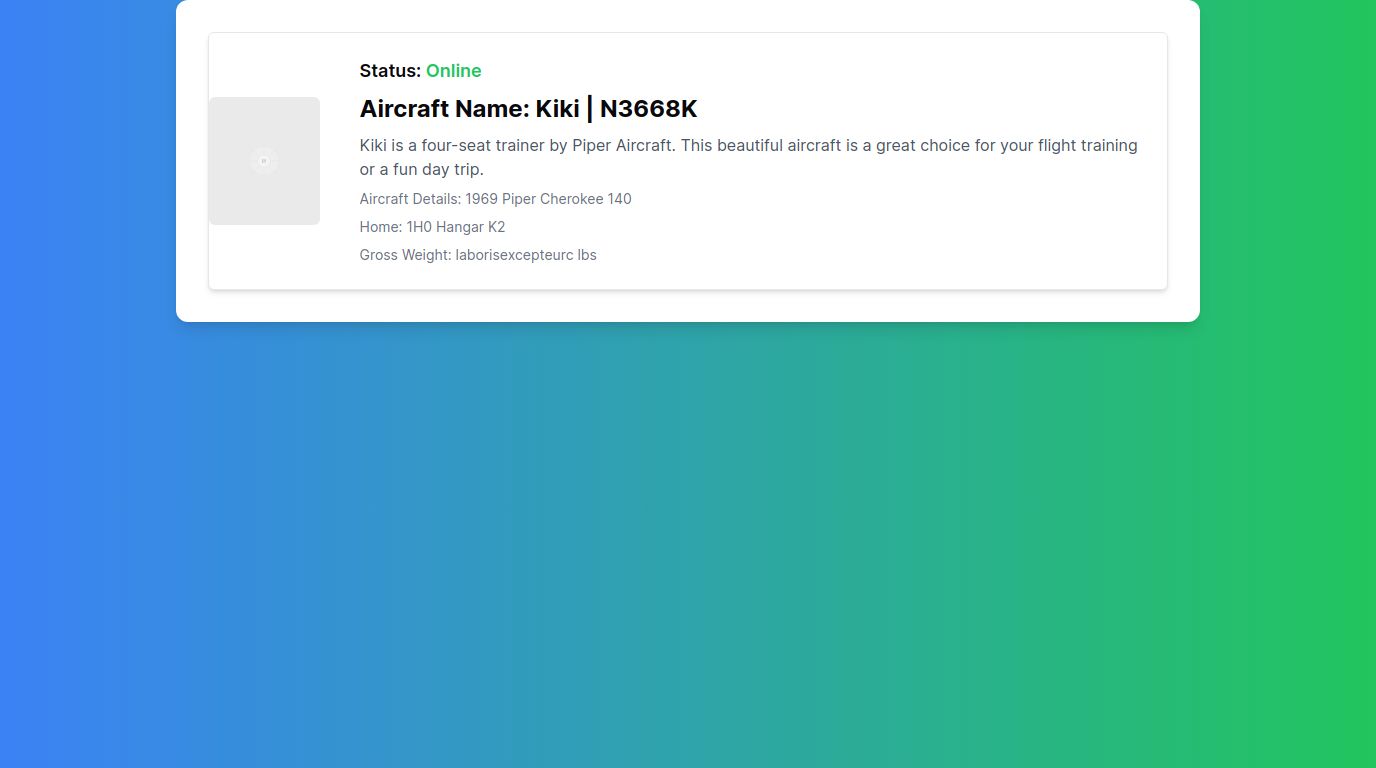 Status: Online
Aircraft Name: Kiki | N3668K
Kiki is a four-seat trainer by Piper Aircraft. This beautiful aircraft is a great choice for your flight training
or a fun day trip.
Aircraft Details: 1969 Piper Cherokee 140
Home: 1H0 Hangar K2
Gross Weight: laborisexcepteurc lbs